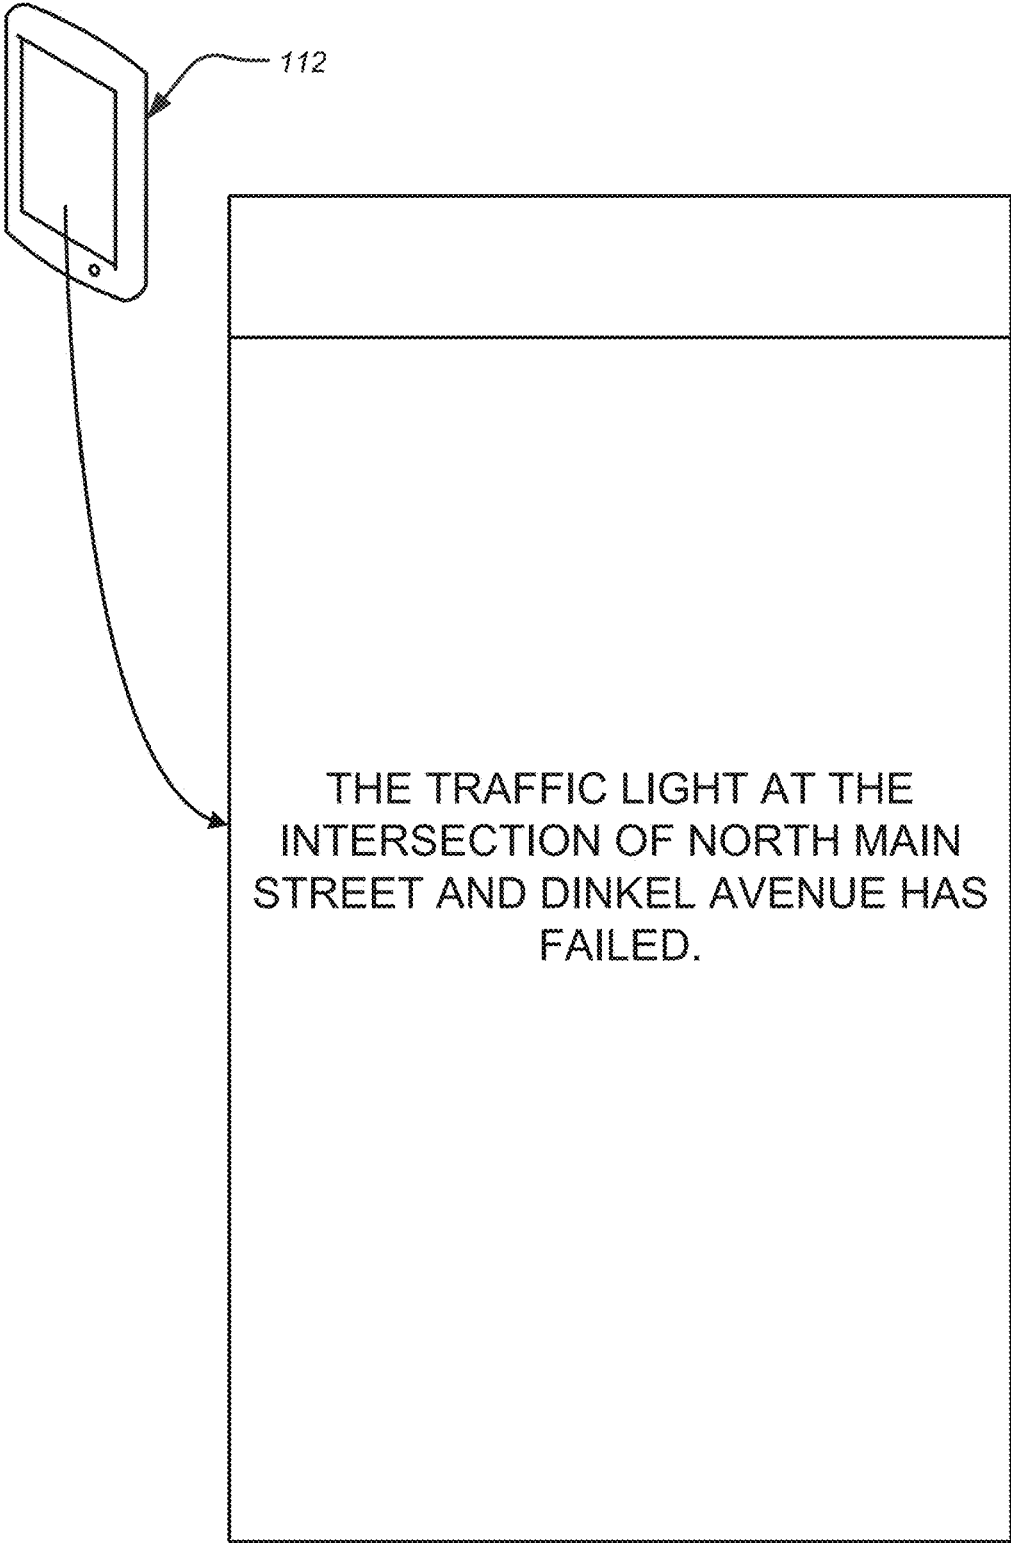 112
THE TRAFFIC LIGHT AT THE
INTERSECTION OF NORTH MAIN
STREET AND DINKEL AVENUE HAS
FAILED.